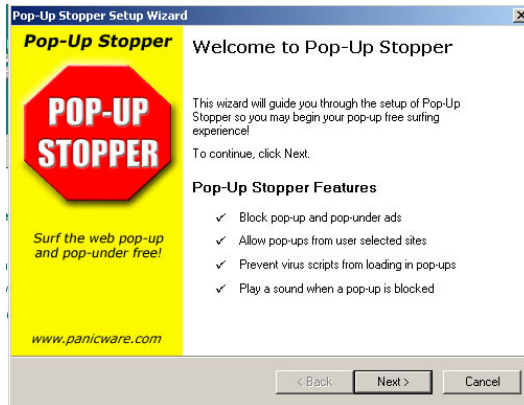 Pop-Up Stopper Setup Wizard
Pop-Up Stopper
POP-UP
STOPPER
Surf the web pop-up
and pop-under free!
www.panicware.com
Welcome to Pop-Up Stopper
This wizard will guide you through the setup of Pop-Up
Stopper so you may begin your pop-up free surfing
experience!
To continue, click Next.
Pop-Up Stopper Features
✓ Block pop-up and pop-under ads
✓ Allow pop-ups from user selected sites
✓ Prevent virus scripts from loading in pop-ups
✓ Play a sound when a pop-up is blocked
< Back Next > Cancel